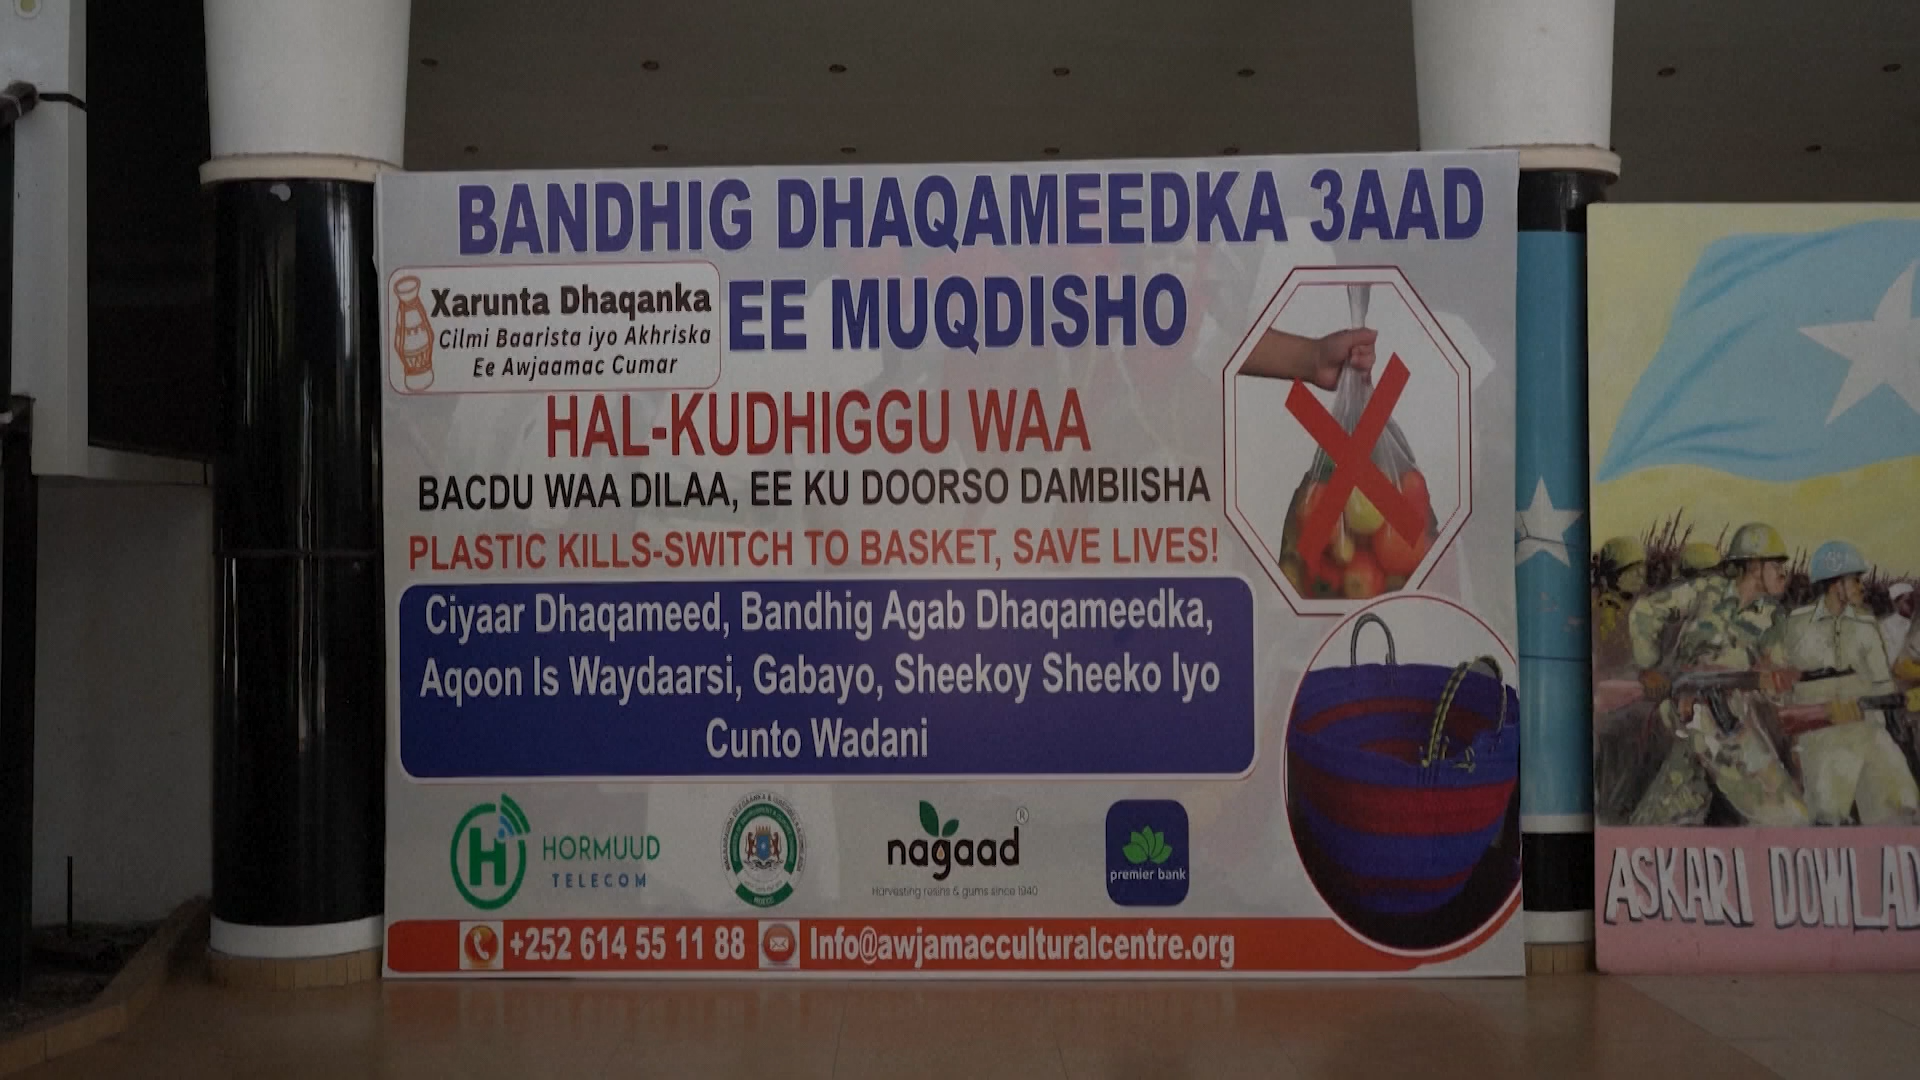 BANDHIG DHAQAMEEDKA 3AAD
EE MUQDISHO
Xarunta Dhaqanka
Cilmi Baarista iyo Akhriska
Ee Awjaamac Cumar
HAL-KUDHIGGU WAA
BACDU WAA DILAA, EE KU DOORSO DAMBIISHA
PLASTIC KILLS-SWITCH TO BASKET, SAVE LIVES!
Ciyaar Dhaqameed, Bandhig Agab Dhaqameedka,
Aqoon Is Waydaarsi, Gabayo, Sheekoy Sheeko Iyo
Cunto Wadani
HORMUUD
TELECOM
nagaad ®
Harvesting resins & gums since 1940
premier bank
+252 614 55 11 88 Info@awjamacculturalcentre.org
ASKARI DOWLAD